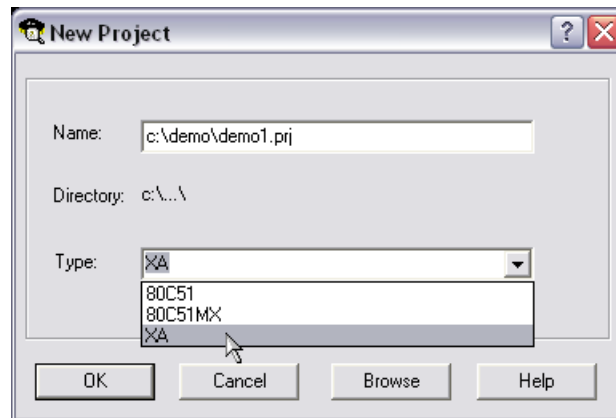 New Project
Name: c:\demo\demo1.prj
Directory: c:\...\
Type: XA
80C51
80C51MX
XA
OK Cancel Browse Help